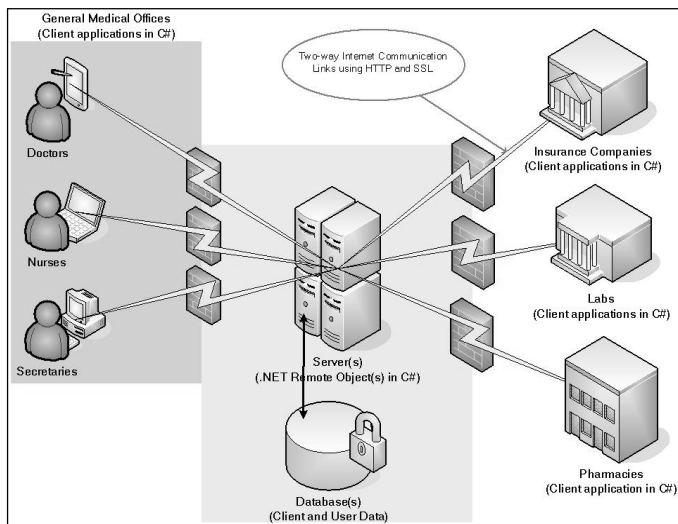 General Medical Offices
(Client applications in C#)
Two-way Internet Communication
Links using HTTP and SSL
Doctors
Nurses
Secretaries
Server(s)
(.NET Remote Object(s) in C#)
Database(s)
(Client and User Data)
Insurance Companies
(Client applications in C#)
Labs
(Client applications in C#)
Pharmacies
(Client application in C#)